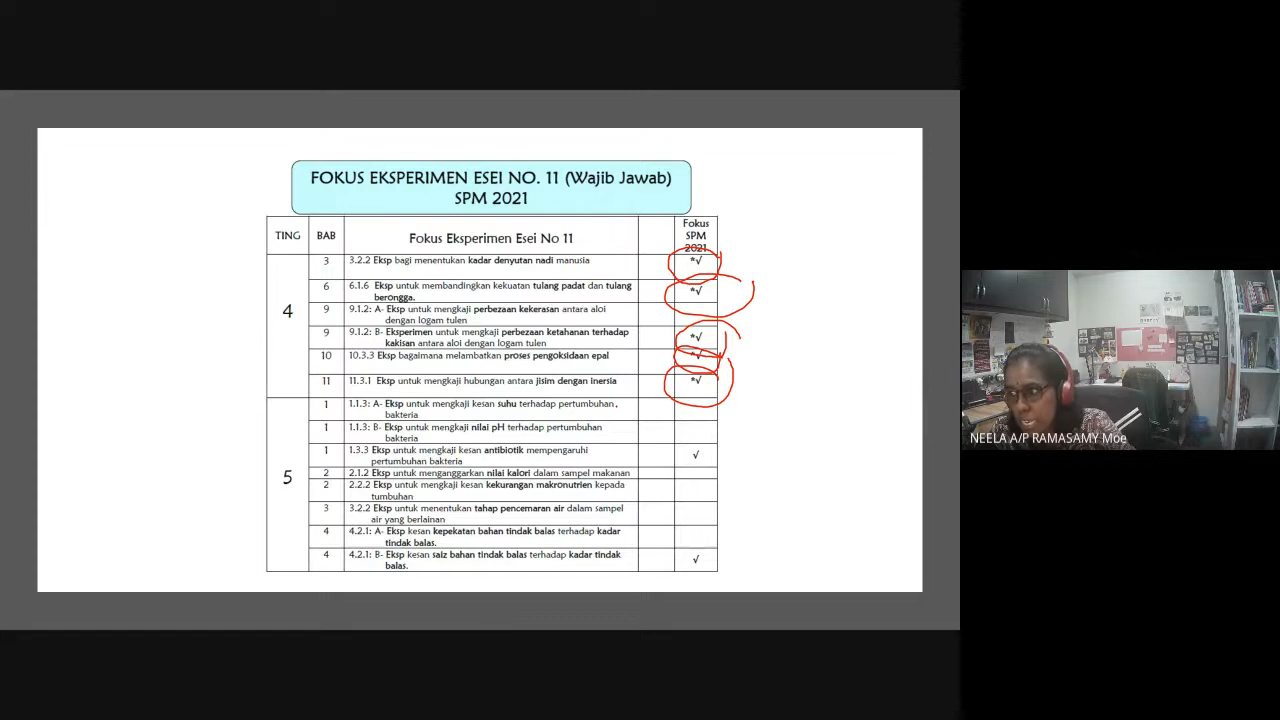 FOKUS EKSPERIMEN ESEI NO. 11 (Wajib Jawab)
SPM 2021
TING
BAB
Fokus Eksperimen Esei No 11
Fokus
SPM
2021
4
3
3.2.2 Eksp bagi menentukan kadar denyutan nadi manusia
*√
6
6.1.6 Eksp untuk membandingkan kekuatan tulang padat dan tulang
berongga.
*√
9
9.1.2: A- Eksp untuk mengkaji perbezaan kekerasan antara aloi
dengan logam tulen
9
9.1.2: B- Eksperimen untuk mengkaji perbezaan ketahanan terhadap
kakisan antara aloi dengan logam tulen
*√
10
10.3.3 Eksp bagaimana melambatkan proses pengoksidaan epal
*√
11
11.3.1 Eksp untuk mengkaji hubungan antara jisim dengan inersia
*√
5
1
1.1.3: A- Eksp untuk mengkaji kesan suhu terhadap pertumbuhan,
bakteria
1
1.1.3: B- Eksp untuk mengkaji nilai pH terhadap pertumbuhan
bakteria
1
1.3.3 Eksp untuk mengkaji kesan antibiotik mempengaruhi
pertumbuhan bakteria
√
2
2.1.2 Eksp untuk menganggarkan nilai kalori dalam sampel makanan
2
2.2.2 Eksp untuk mengkaji kesan kekurangan makronutrien kepada
tumbuhan
3
3.2.2 Eksp untuk menentukan tahap pencemaran air dalam sampel
air yang berlainan
4
4.2.1: A- Eksp kesan kepekatan bahan tindak balas terhadap kadar
tindak balas.
4
4.2.1: B- Eksp kesan saiz bahan tindak balas terhadap kadar tindak
balas.
√
NEELA A/P RAMASAMY Moe